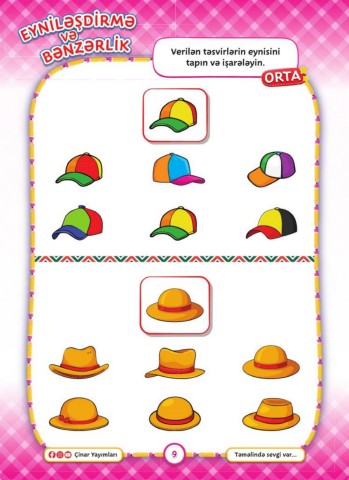 EYNİLƏŞDİRMƏ
VƏ
BƏNZƏRLİK
Verilən təsvirlərin eynisini
tapın və işarələyin.
ORTA
Çinar Yayımları
9
Təməlində sevgi var...